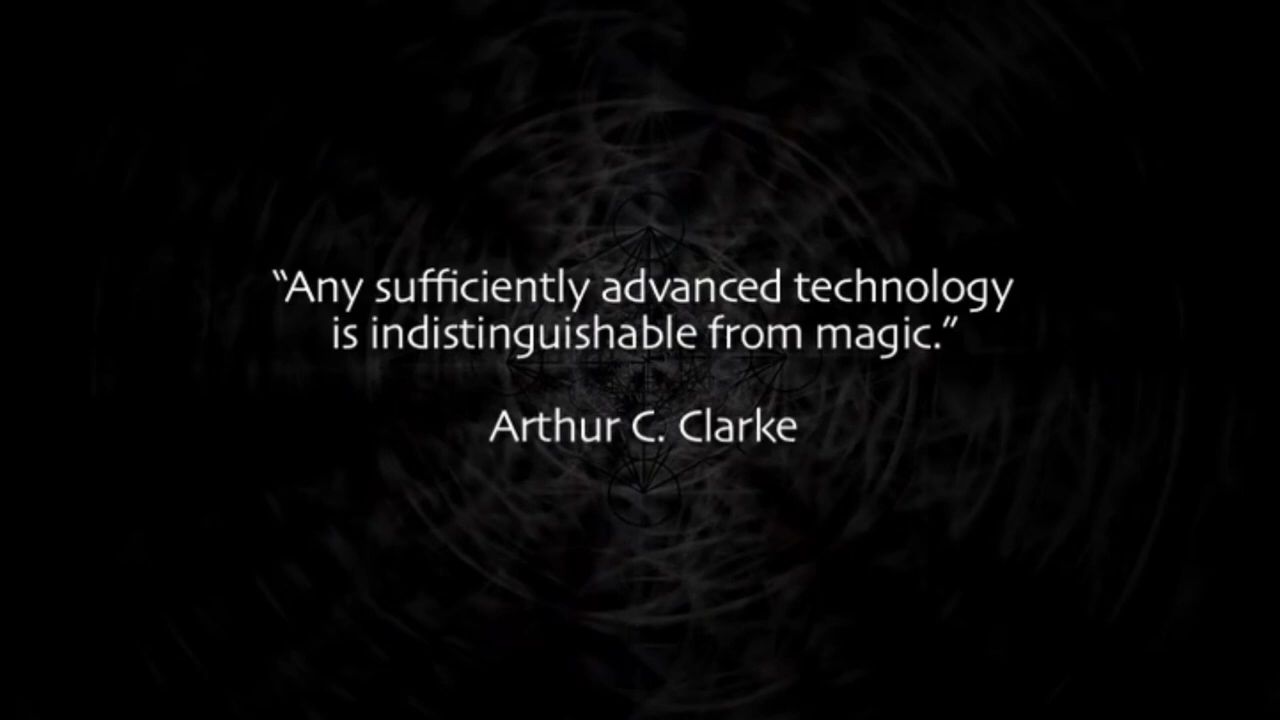 “Any sufficiently advanced technology
is indistinguishable from magic.”
Arthur C. Clarke